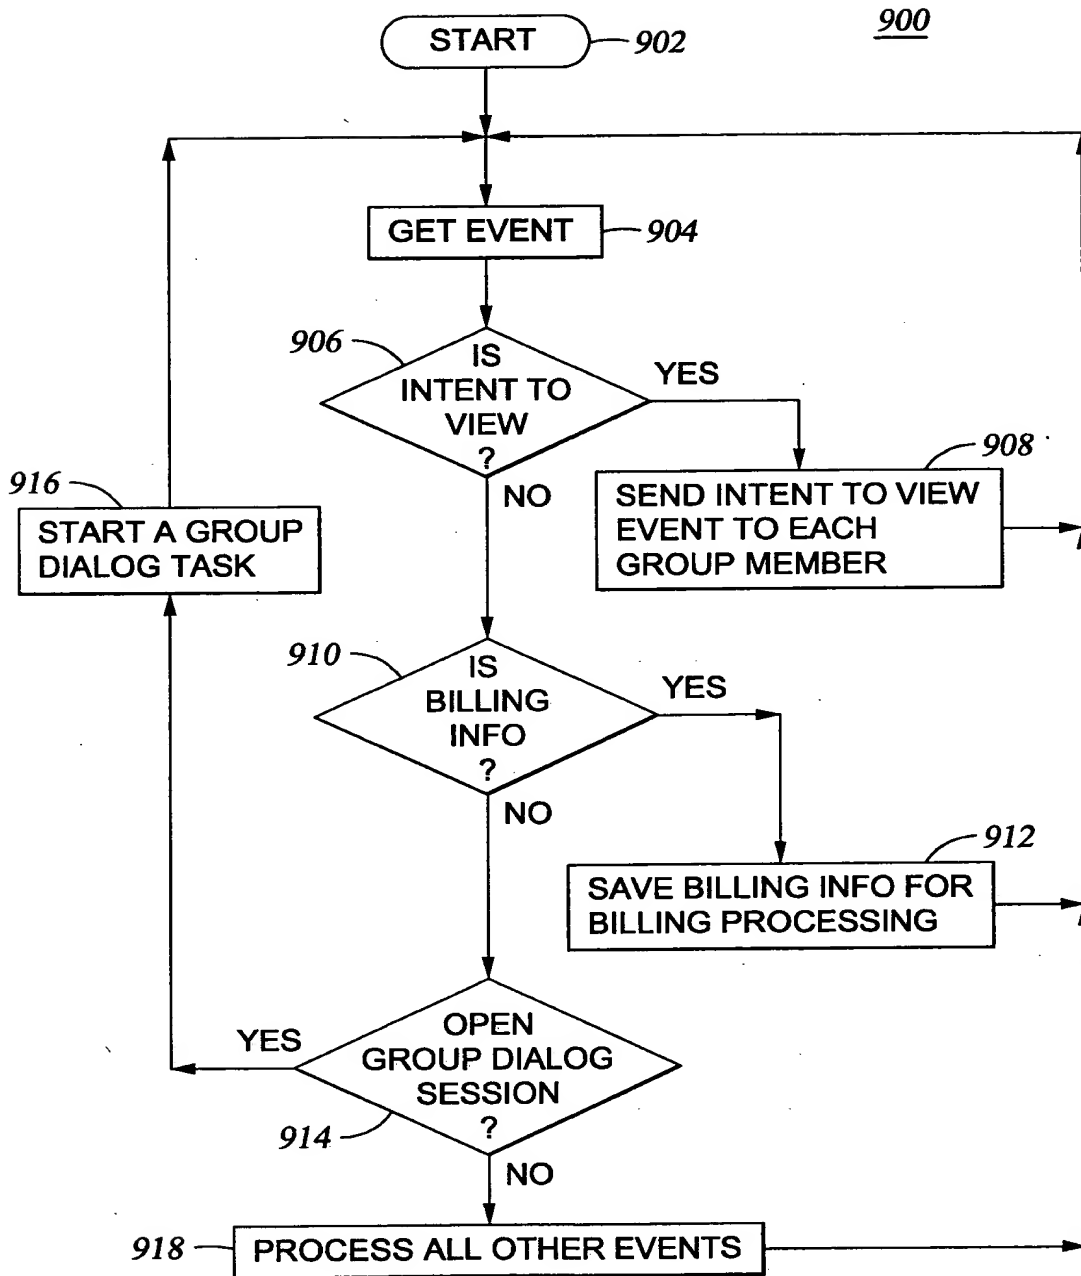 900
START
902
GET EVENT
904
906
IS
INTENT TO
VIEW
?
YES
NO
908
SEND INTENT TO VIEW
EVENT TO EACH
GROUP MEMBER
916
START A GROUP
DIALOG TASK
910
IS
BILLING
INFO
?
YES
NO
912
SAVE BILLING INFO FOR
BILLING PROCESSING
OPEN
GROUP DIALOG
SESSION
?
YES
914
NO
918
PROCESS ALL OTHER EVENTS